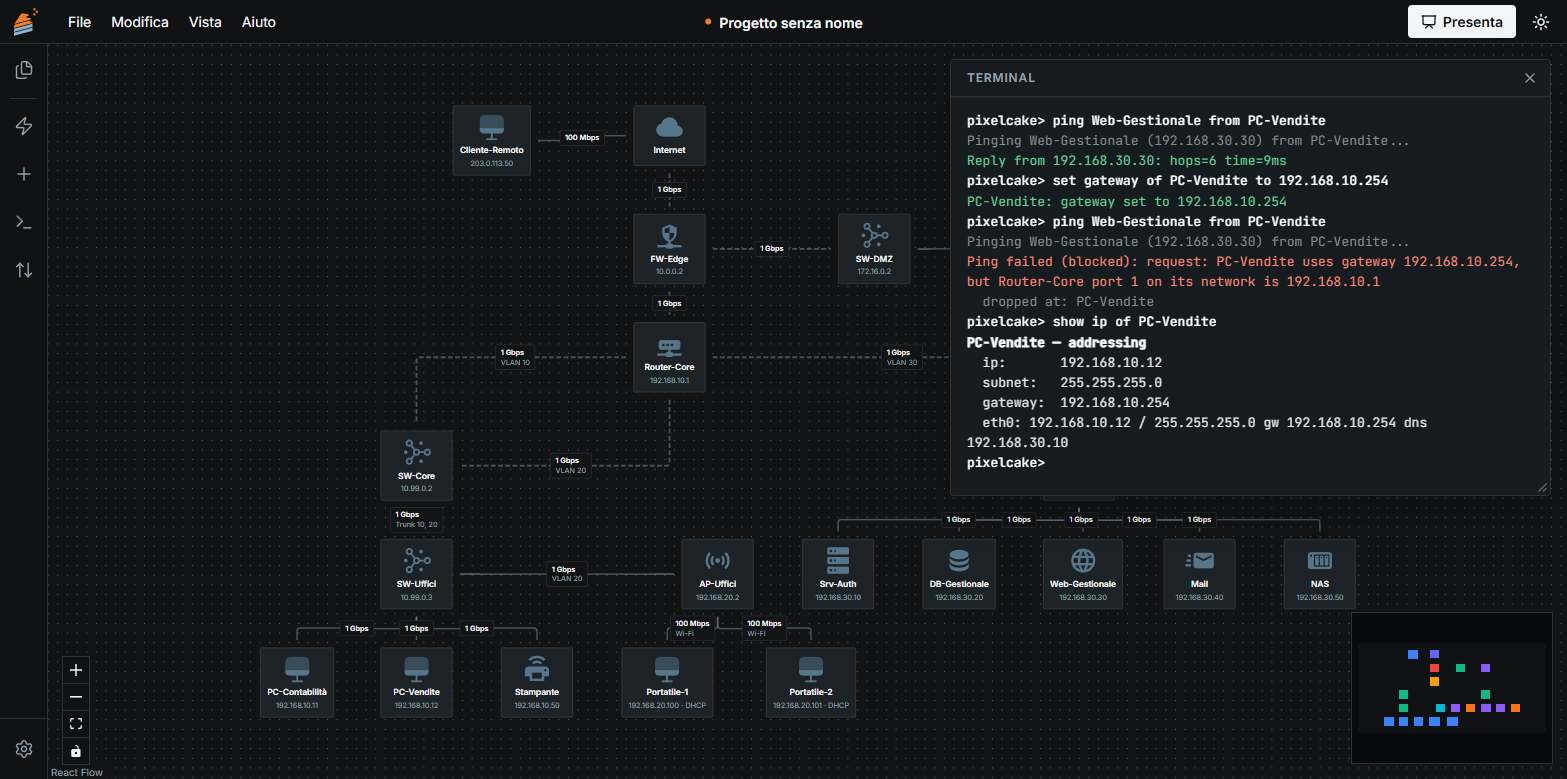 File Modifica Vista Aiuto
Progetto senza nome
Presenta
TERMINAL
pixelcake> ping Web-Gestionale from PC-Vendite
Pinging Web-Gestionale (192.168.30.30) from PC-Vendite...
Reply from 192.168.30.30: hops=6 time=9ms
pixelcake> set gateway of PC-Vendite to 192.168.10.254
PC-Vendite: gateway set to 192.168.10.254
pixelcake> ping Web-Gestionale from PC-Vendite
Pinging Web-Gestionale (192.168.30.30) from PC-Vendite...
Ping failed (blocked): request: PC-Vendite uses gateway 192.168.10.254,
but Router-Core port 1 on its network is 192.168.10.1
dropped at: PC-Vendite
pixelcake> show ip of PC-Vendite
PC-Vendite — addressing
ip: 192.168.10.12
subnet: 255.255.255.0
gateway: 192.168.10.254
eth0: 192.168.10.12 / 255.255.255.0 gw 192.168.10.254 dns
192.168.30.10
pixelcake>
Cliente-Remoto
203.0.113.50
100 Mbps
Internet
1 Gbps
FW-Edge
10.0.0.2
1 Gbps
SW-DMZ
172.16.0.2
1 Gbps
Router-Core
192.168.10.1
1 Gbps
VLAN 10
1 Gbps
VLAN 30
SW-Core
10.99.0.2
1 Gbps
VLAN 20
1 Gbps
Trunk 10, 20
1 Gbps 1 Gbps 1 Gbps 1 Gbps 1 Gbps
SW-Uffici
10.99.0.3
1 Gbps
VLAN 20
AP-Uffici
192.168.20.2
Srv-Auth
192.168.30.10
DB-Gestionale
192.168.30.20
Web-Gestionale
192.168.30.30
Mail
192.168.30.40
NAS
192.168.30.50
1 Gbps 1 Gbps 1 Gbps
100 Mbps
Wi-Fi
100 Mbps
Wi-Fi
PC-Contabilità
192.168.10.11
PC-Vendite
192.168.10.12
Stampante
192.168.10.50
Portatile-1
192.168.20.100 · DHCP
Portatile-2
192.168.20.101 · DHCP
React Flow